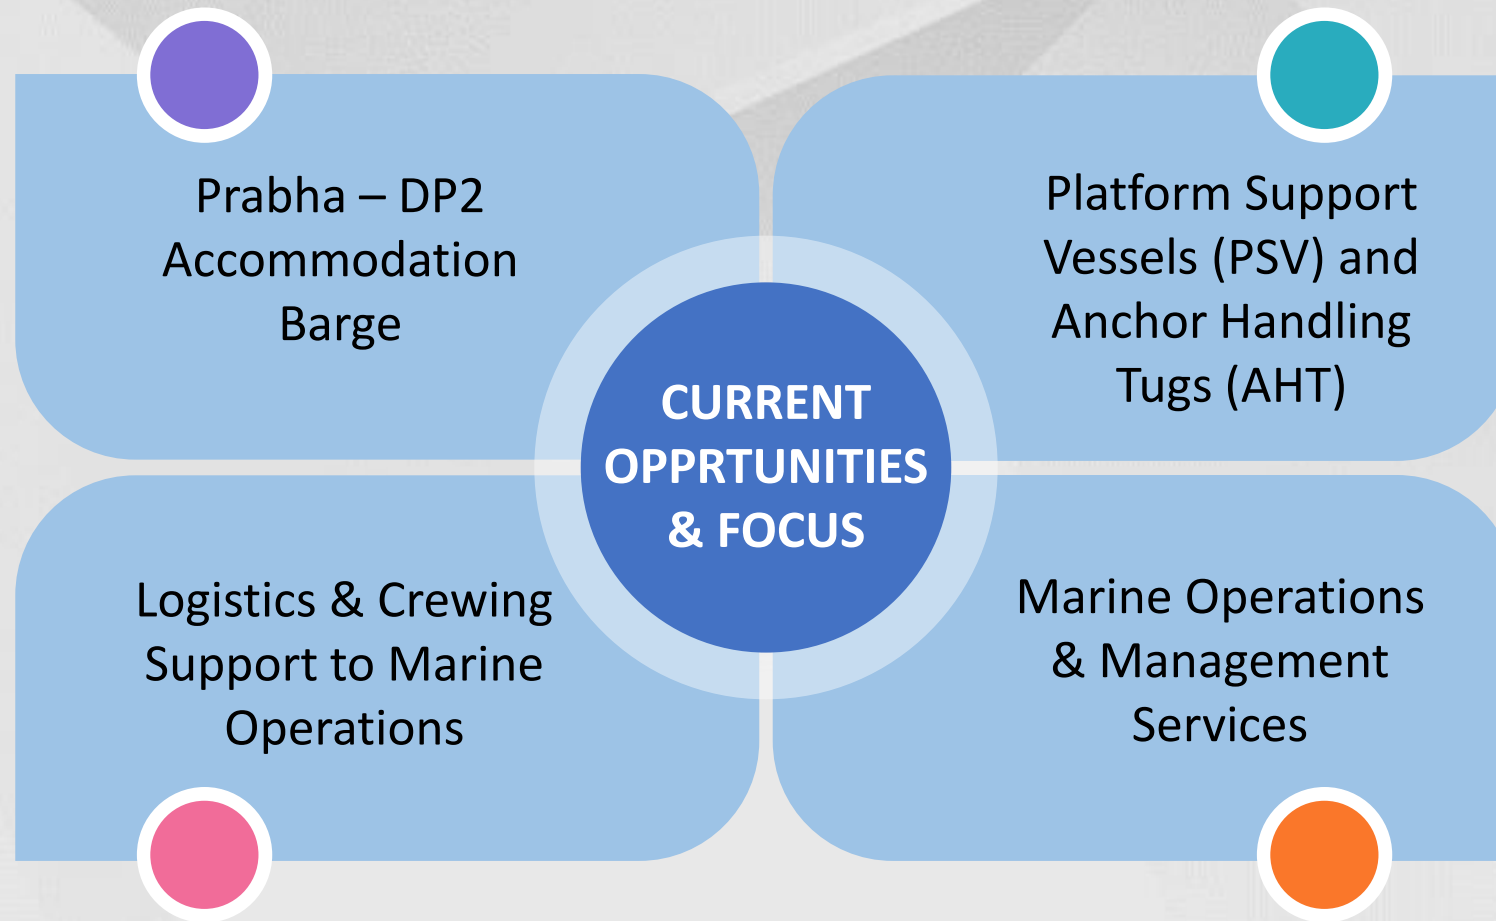 Prabha – DP2
Accommodation
Barge
Platform Support
Vessels (PSV) and
Anchor Handling
Tugs (AHT)
CURRENT
OPPRTUNITIES
& FOCUS
Logistics & Crewing
Support to Marine
Operations
Marine Operations
& Management
Services